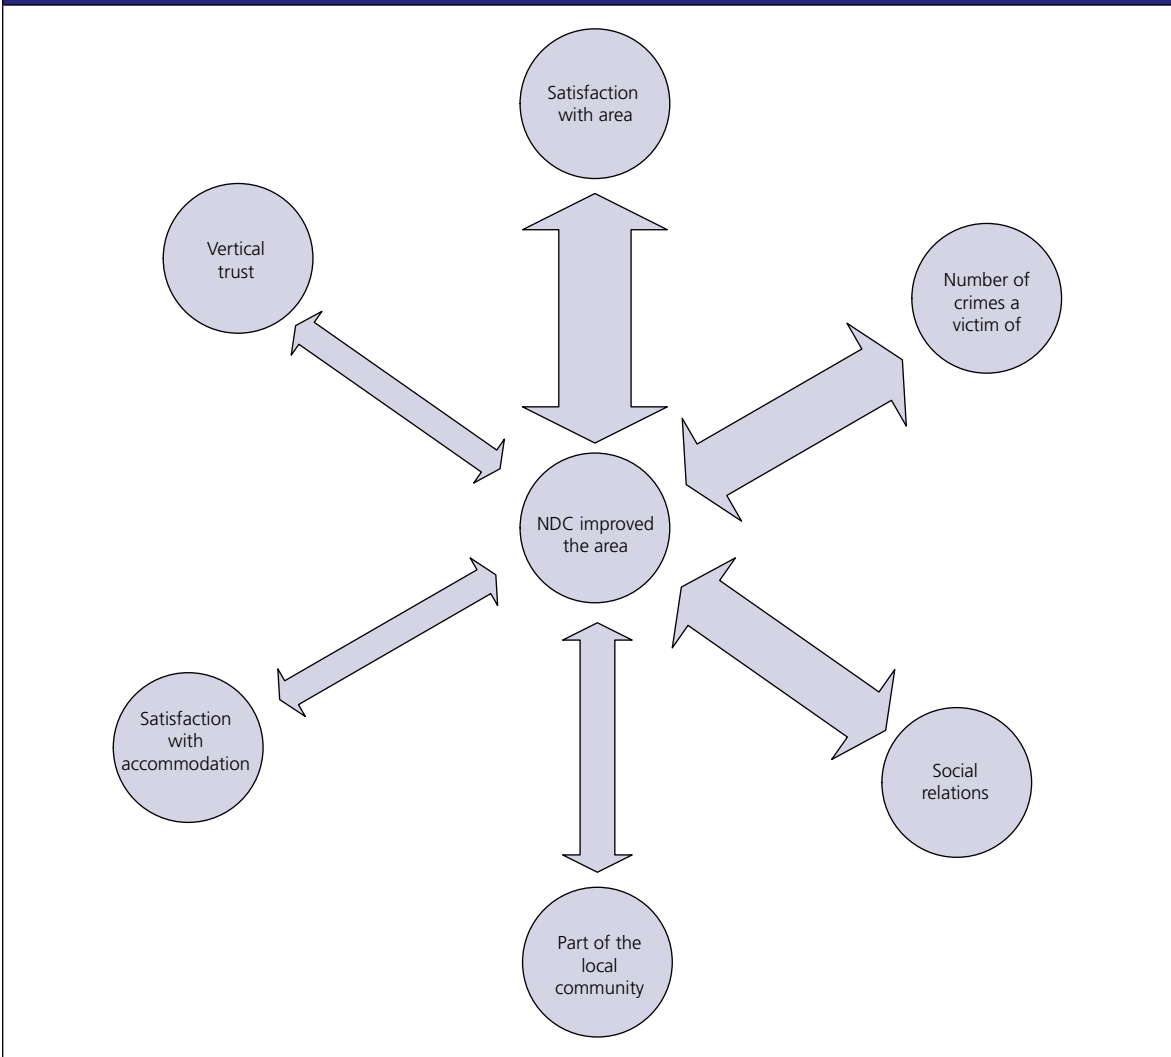 Satisfaction
with area
Vertical
trust
Number of
crimes a
victim of
NDC improved
the area
Satisfaction
with
accommodation
Social
relations
Part of the
local
community